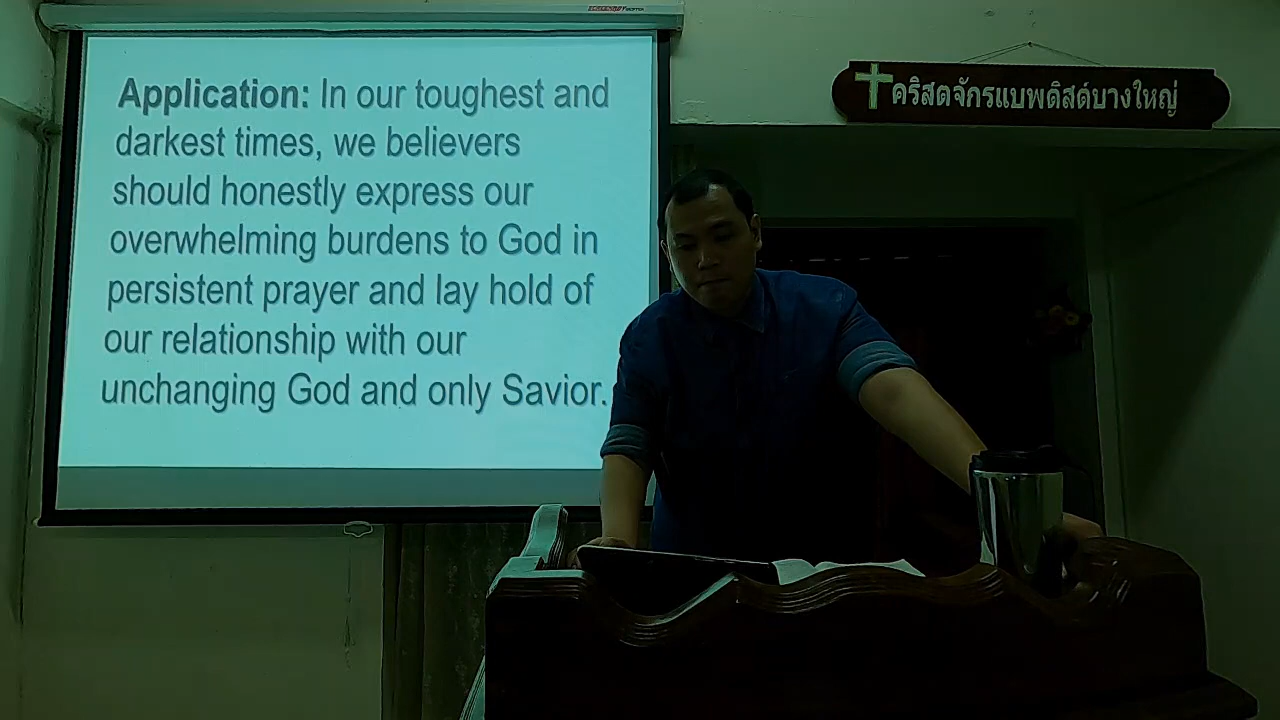 Application: In our toughest and
darkest times, we believers
should honestly express our
overwhelming burdens to God in
persistent prayer and lay hold of
our relationship with our
unchanging God and only Savior.
คริสตจักรแบพติสต์บางใหญ่